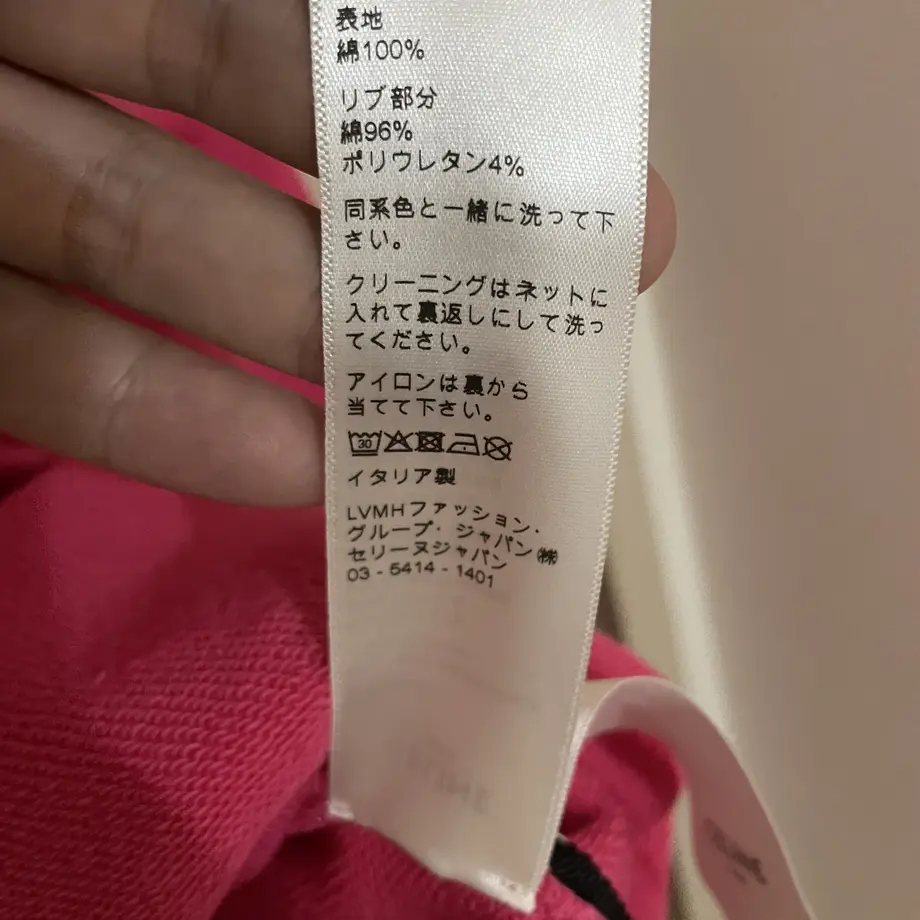 表地
綿100%
リブ部分
綿96%
ポリウレタン4%
同系色と一緒に洗って下
さい。
クリーニングはネットに
入れて裏返しにして洗っ
てください。
アイロンは裏から
当てて下さい。
30
イタリア製
LVMHファッション・
グループ・ジャパン㈱
セリーヌジャパン
03 - 5414 - 1401